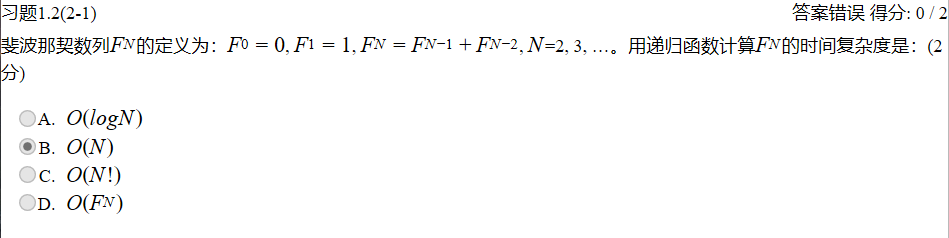 习题1.2(2-1) 答案错误 得分: 0 / 2
斐波那契数列FN的定义为：F0 = 0, F1 = 1, FN = FN−1 + FN−2, N=2, 3, …。用递归函数计算FN的时间复杂度是：(2
分)
A. O(logN)
B. O(N)
C. O(N!)
D. O(FN)